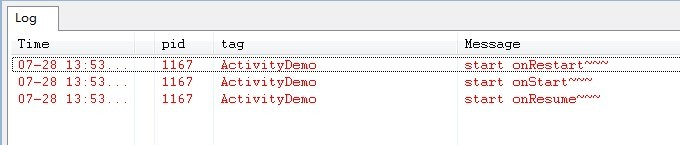 Log
Time pid tag Message
07-28 13:53... 1167 ActivityDemo start onRestart~~~
07-28 13:53... 1167 ActivityDemo start onStart~~~
07-28 13:53... 1167 ActivityDemo start onResume~~~